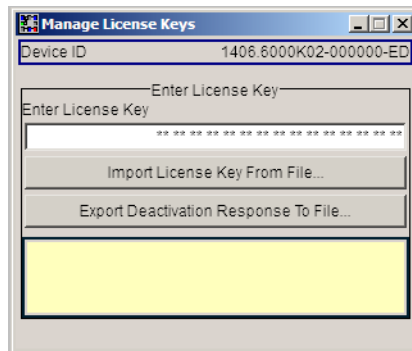 Manage License Keys
Device ID 1406.6000K02-000000-ED
Enter License Key
Enter License Key
** ** ** ** ** ** ** ** ** ** ** ** ** ** **
Import License Key From File...
Export Deactivation Response To File...